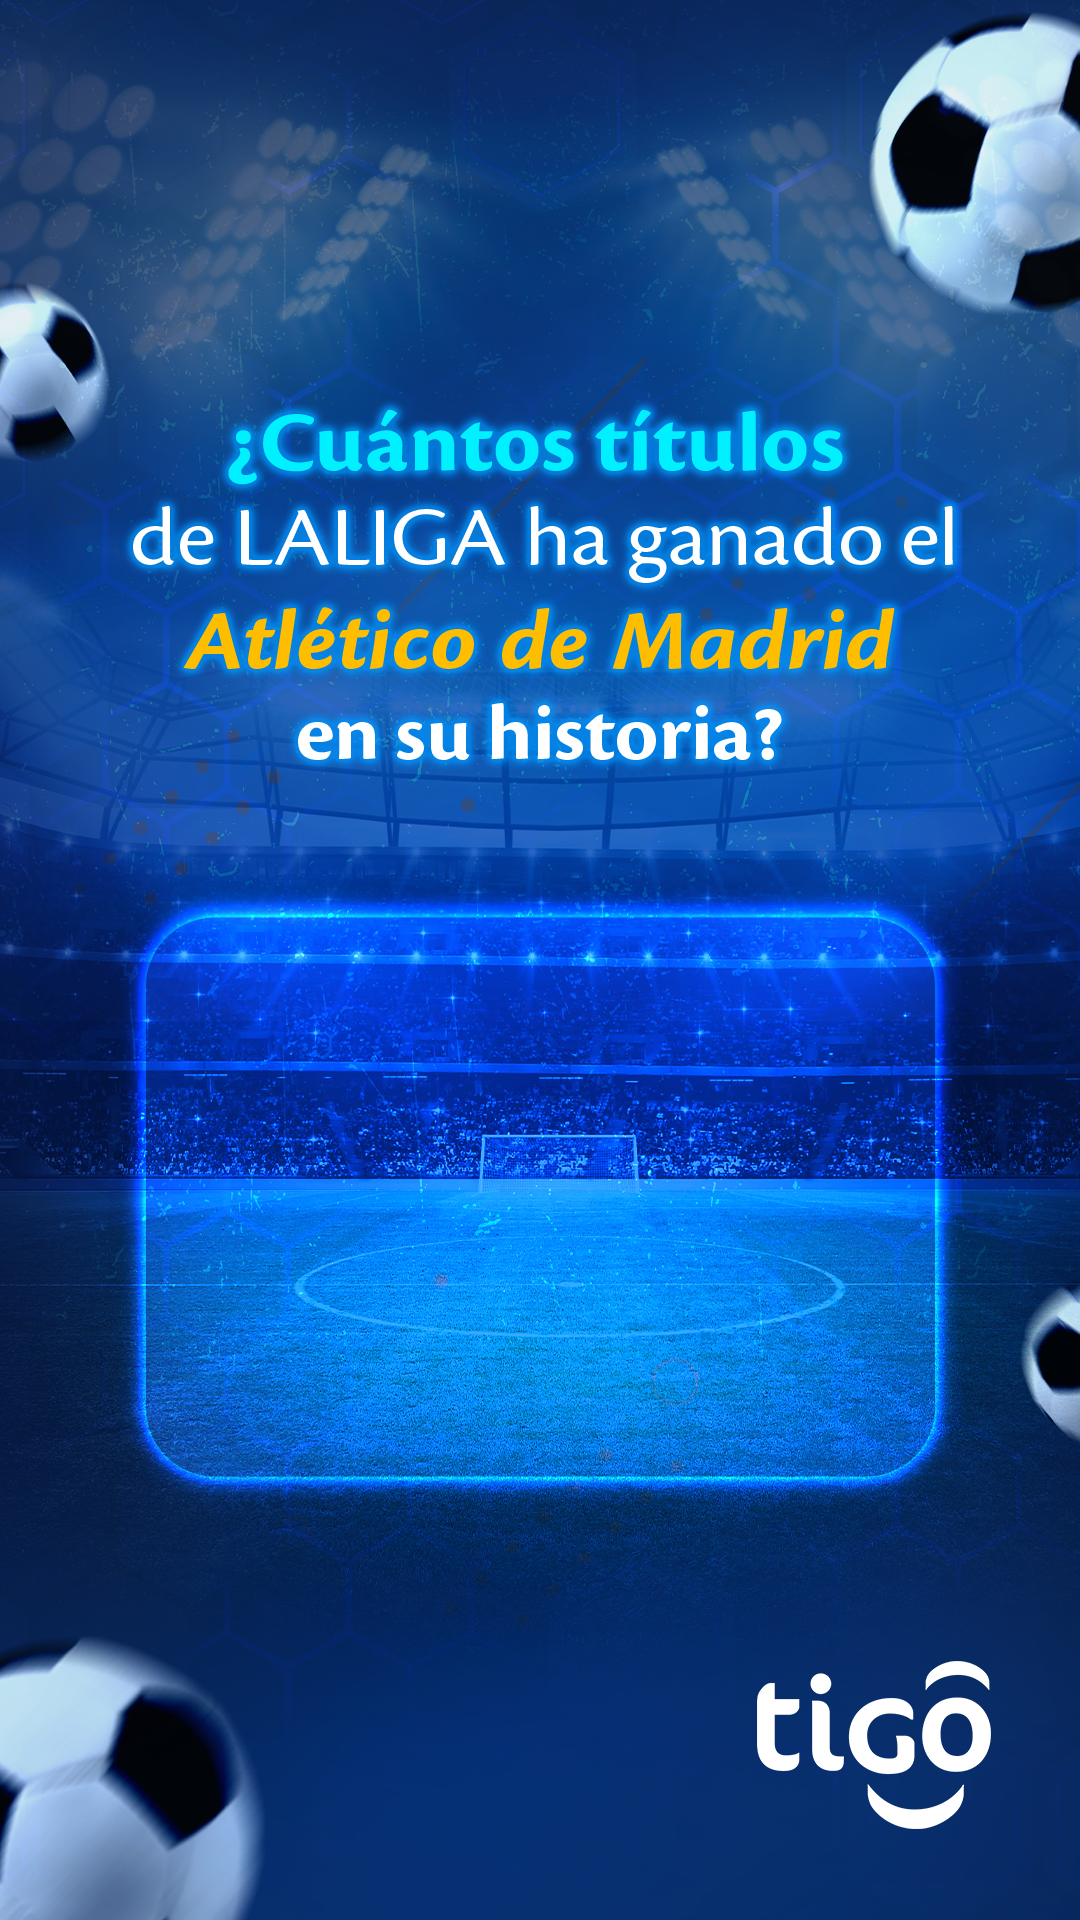 ¿Cuántos títulos
de LALIGA ha ganado el
Atlético de Madrid
en su historia?
tigo